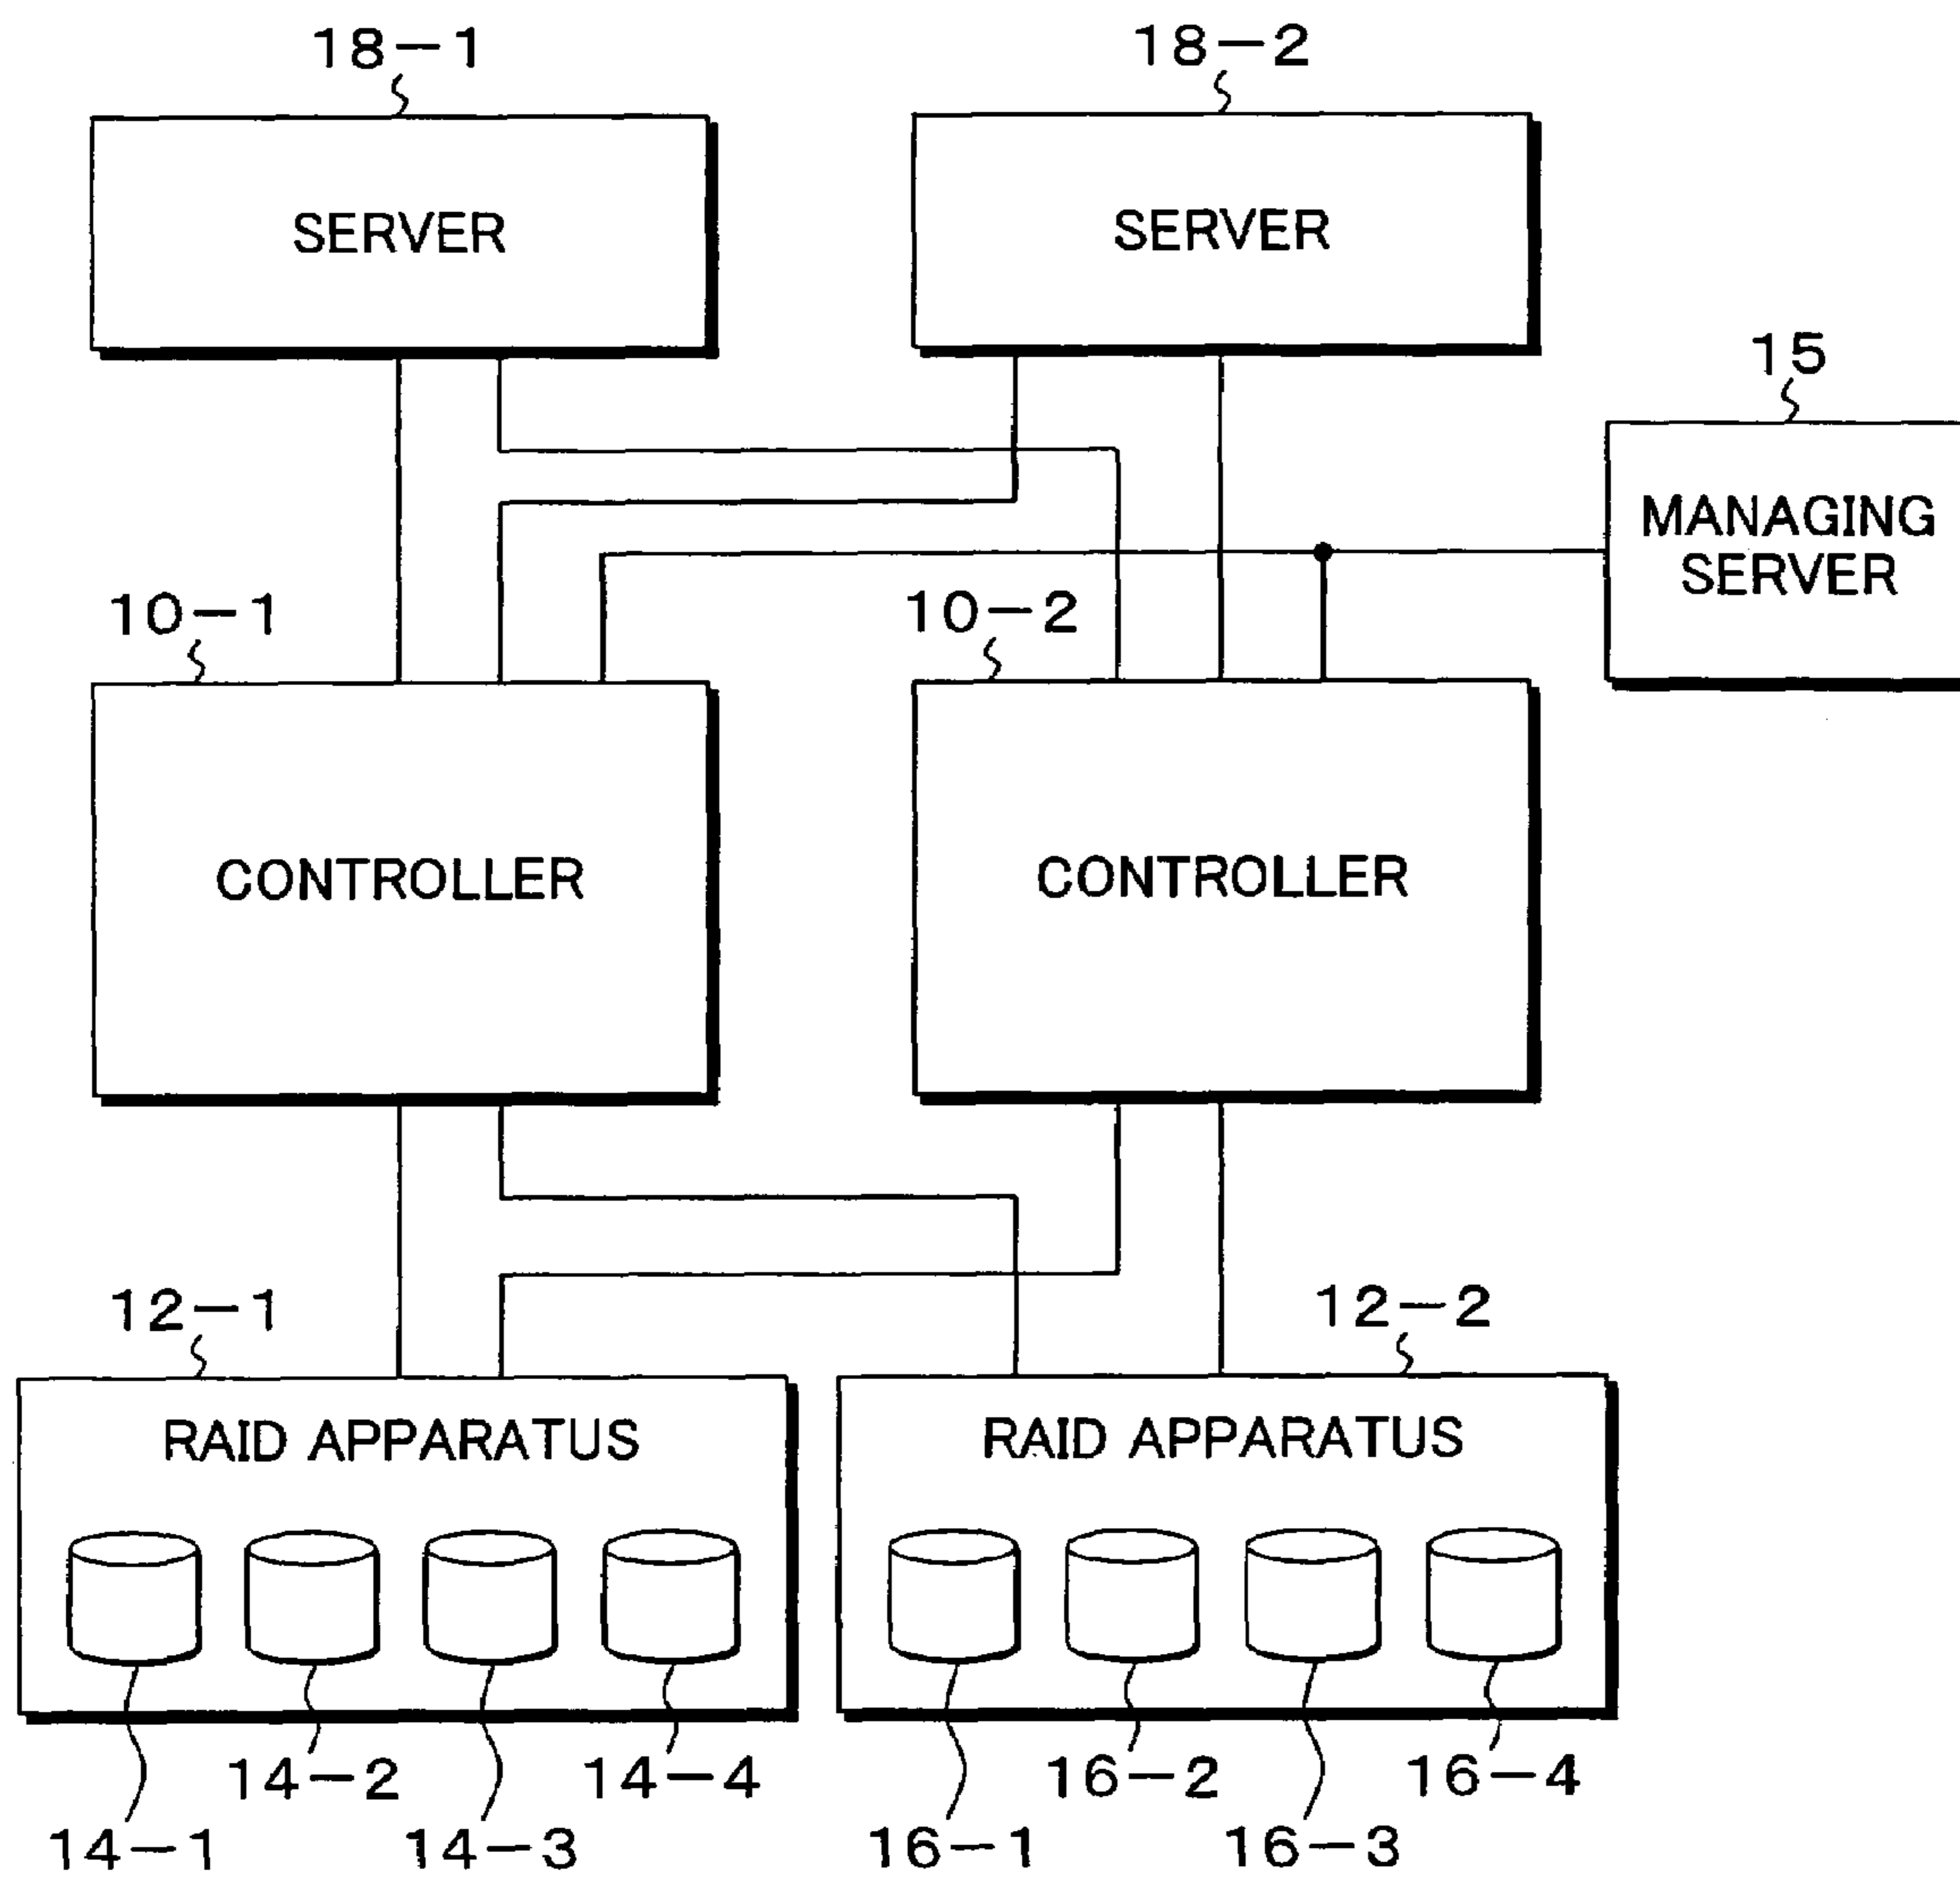 18-1
18-2
SERVER
SERVER
15
MANAGING
SERVER
10-1
10-2
CONTROLLER
CONTROLLER
12-1
12-2
RAID APPARATUS
RAID APPARATUS
14-2
14-4
16-2
16-4
14-1
14-3
16-1
16-3